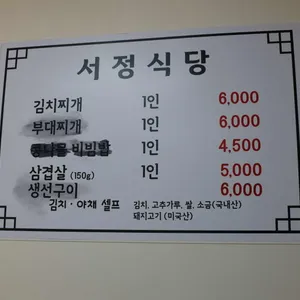 서정식당
김치찌개 1인 6,000
부대찌개 1인 6,000
콩나물 비빔밥 1인 4,500
삼겹살 (150g) 1인 5,000
생선구이 6,000
김치 · 야채 셀프 김치, 고추가루, 쌀, 소금(국내산)
돼지고기 (미국산)